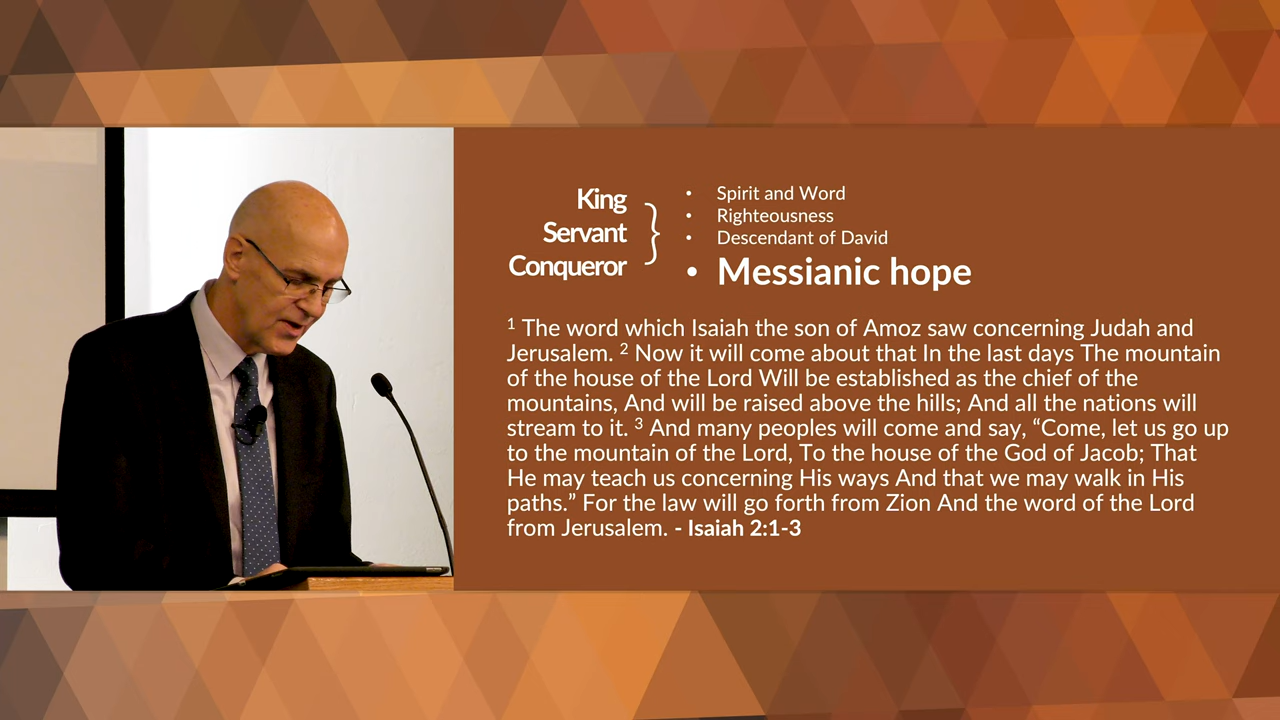 King
Servant
Conqueror
}
• Spirit and Word
• Righteousness
• Descendant of David
• Messianic hope
1 The word which Isaiah the son of Amoz saw concerning Judah and
Jerusalem. 2 Now it will come about that In the last days The mountain
of the house of the Lord Will be established as the chief of the
mountains, And will be raised above the hills; And all the nations will
stream to it. 3 And many peoples will come and say, “Come, let us go up
to the mountain of the Lord, To the house of the God of Jacob; That
He may teach us concerning His ways And that we may walk in His
paths.” For the law will go forth from Zion And the word of the Lord
from Jerusalem. - Isaiah 2:1-3